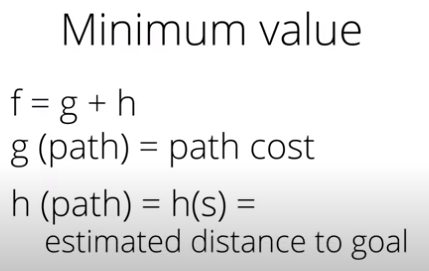 Minimum value
f = g + h
g (path) = path cost
h (path) = h(s) =
estimated distance to goal